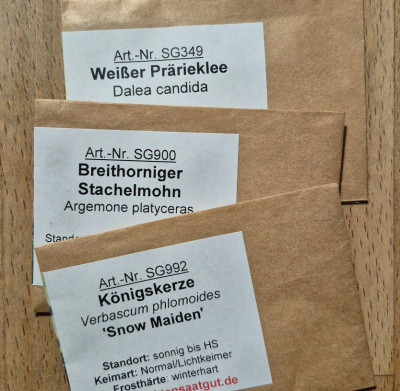 Art.-Nr. SG349
Weißer Prärieklee
Dalea candida
Art.-Nr. SG900
Breithorniger
Stachelmohn
Argemone platyceras
Art.-Nr. SG992
Königskerze
Verbascum phlomoides
'Snow Maiden'
Standort: sonnig bis HS
Keimart: Normal/Lichtkeimer
Frosthärte: winterhart